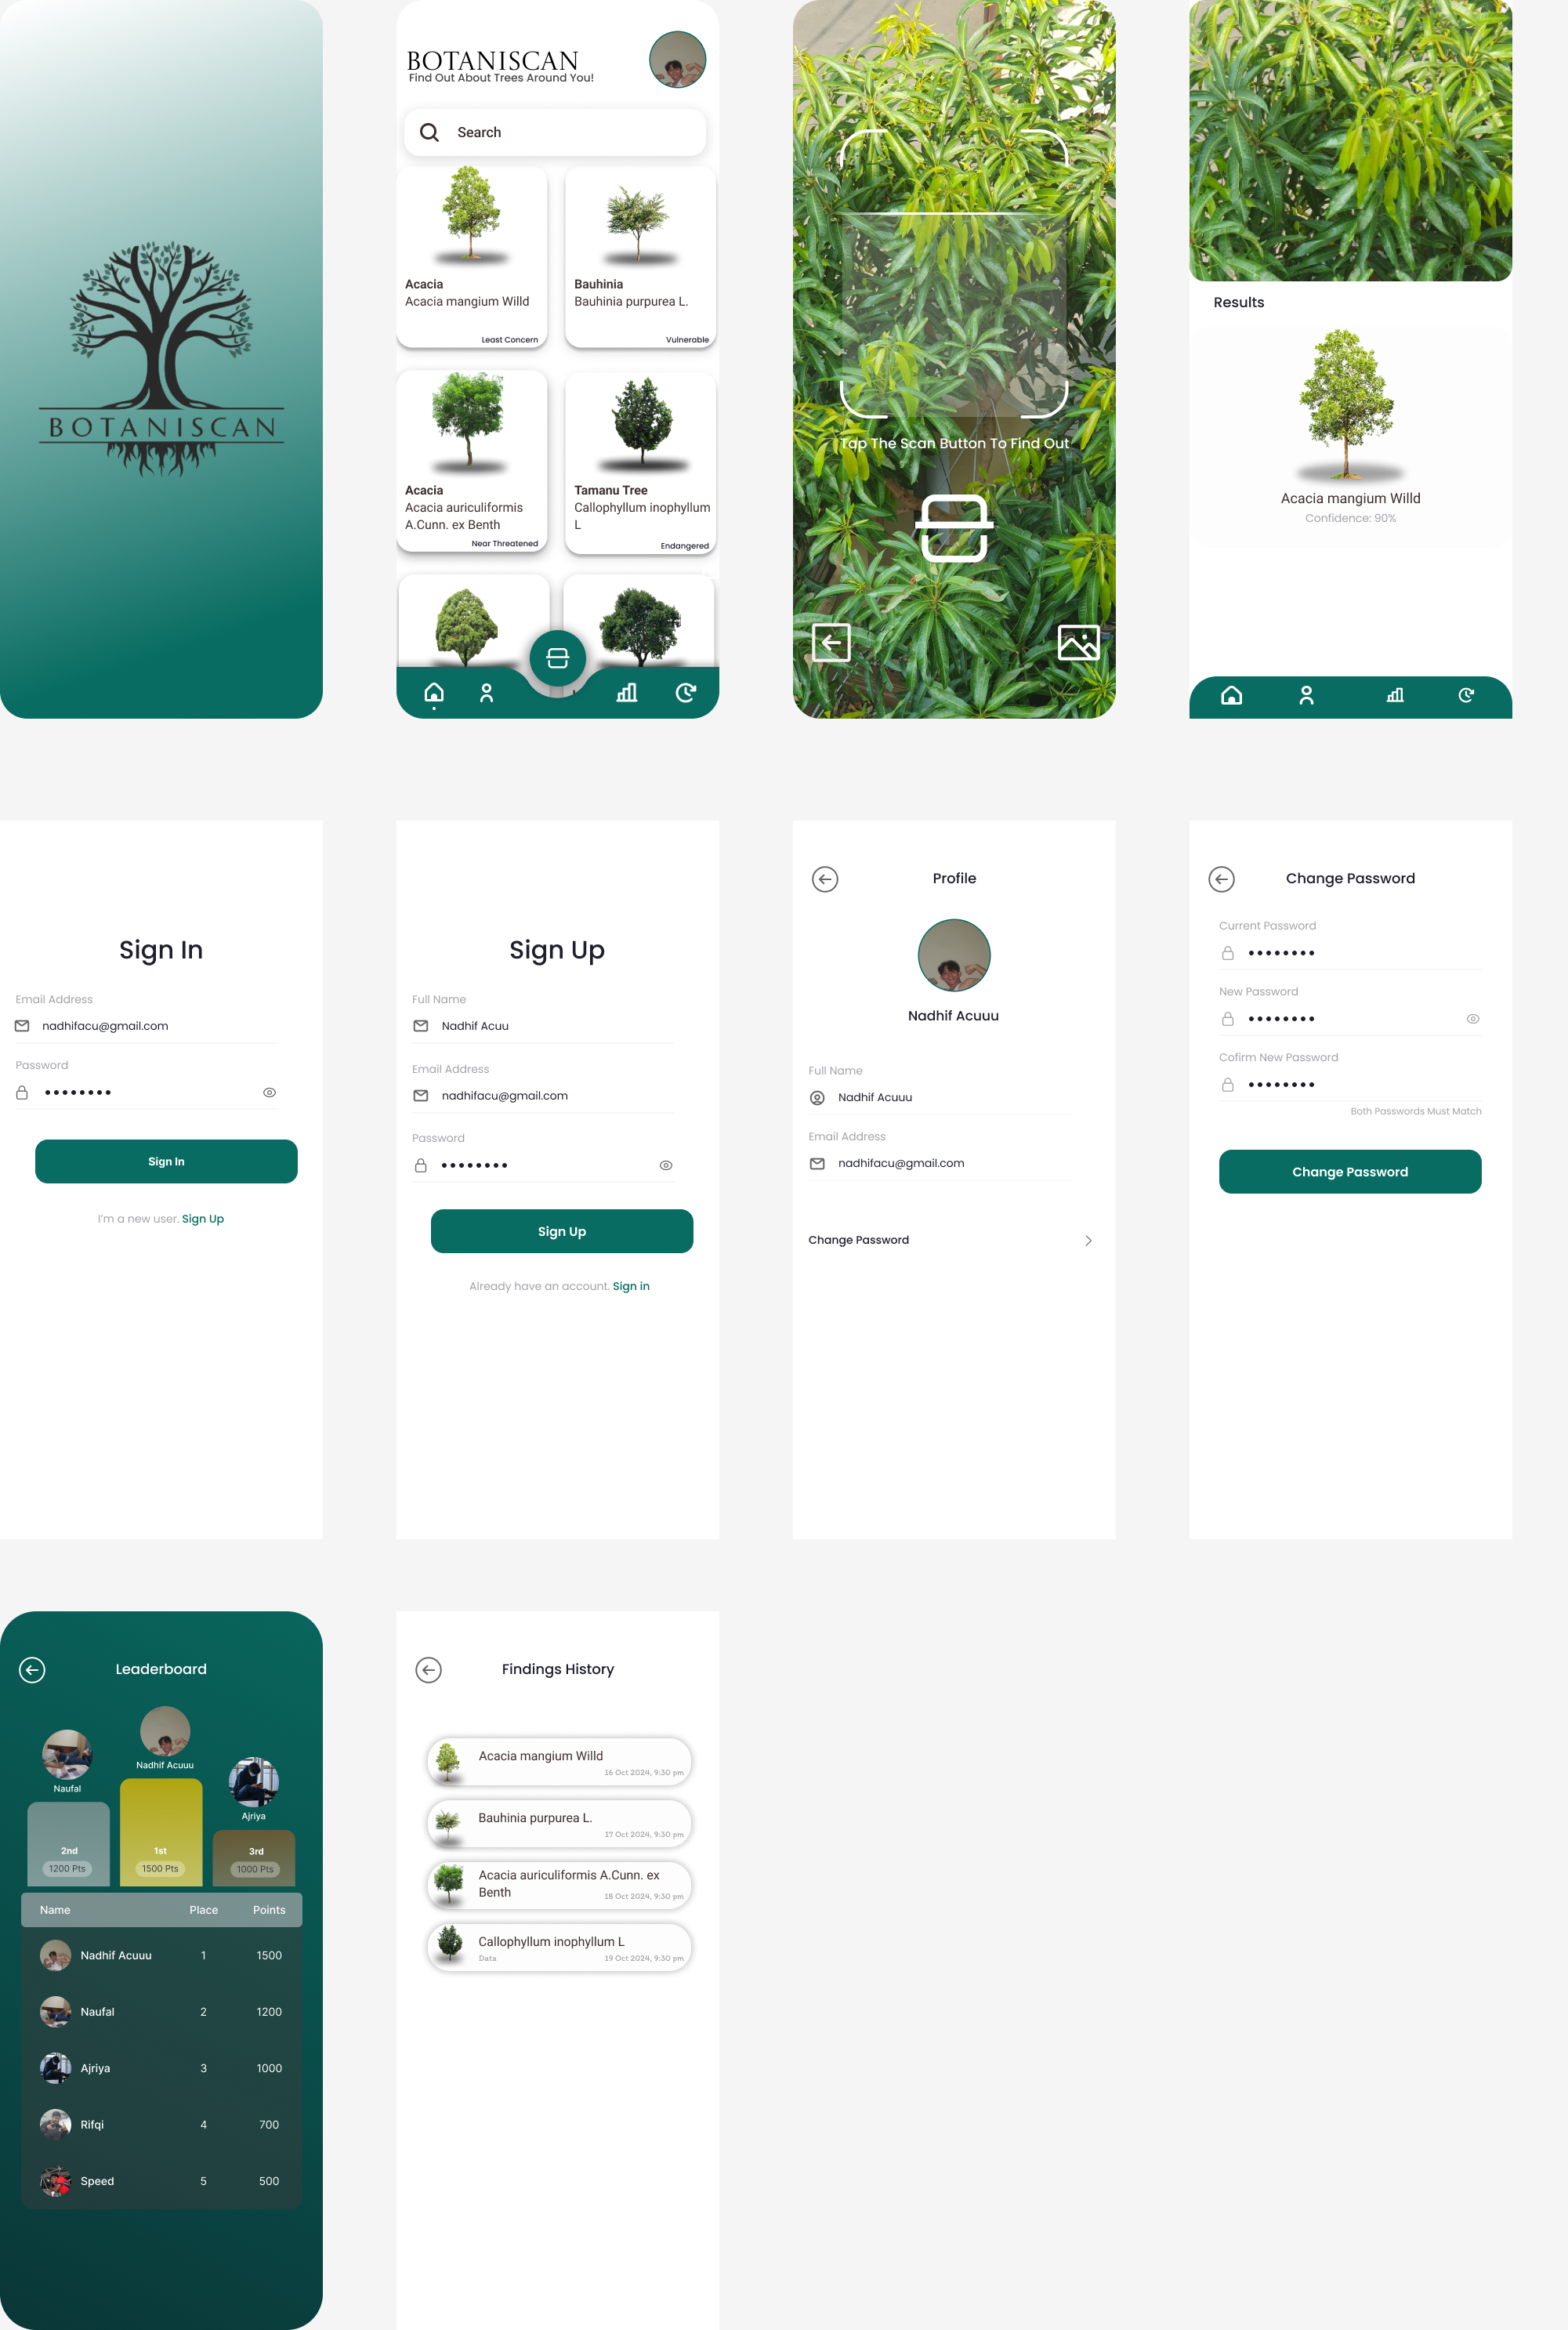 BOTANISCAN
BOTANISCAN
Find Out About Trees Around You!
Search
Acacia
Acacia mangium Willd
Least Concern
Bauhinia
Bauhinia purpurea L.
Vulnerable
Acacia
Acacia auriculiformis
A.Cunn. ex Benth
Near Threatened
Tamanu Tree
Callophyllum inophyllum
L
Endangered
Tap The Scan Button To Find Out
Results
Acacia mangium Willd
Confidence: 90%
Sign In
Email Address
nadhifacu@gmail.com
Password
Sign In
I'm a new user. Sign Up
Sign Up
Full Name
Nadhif Acuu
Email Address
nadhifacu@gmail.com
Password
Sign Up
Already have an account. Sign in
Profile
Nadhif Acuuu
Full Name
Nadhif Acuuu
Email Address
nadhifacu@gmail.com
Change Password
Change Password
Current Password
New Password
Cofirm New Password
Both Passwords Must Match
Change Password
Leaderboard
Nadhif Acuuu
Naufal
Ajriya
2nd
1200 Pts
1st
1500 Pts
3rd
1000 Pts
Name Place Points
Nadhif Acuuu 1 1500
Naufal 2 1200
Ajriya 3 1000
Rifqi 4 700
Speed 5 500
Findings History
Acacia mangium Willd
16 Oct 2024, 9:30 pm
Bauhinia purpurea L.
17 Oct 2024, 9:30 pm
Acacia auriculiformis A.Cunn. ex
Benth
18 Oct 2024, 9:30 pm
Callophyllum inophyllum L
Data
19 Oct 2024, 9:30 pm